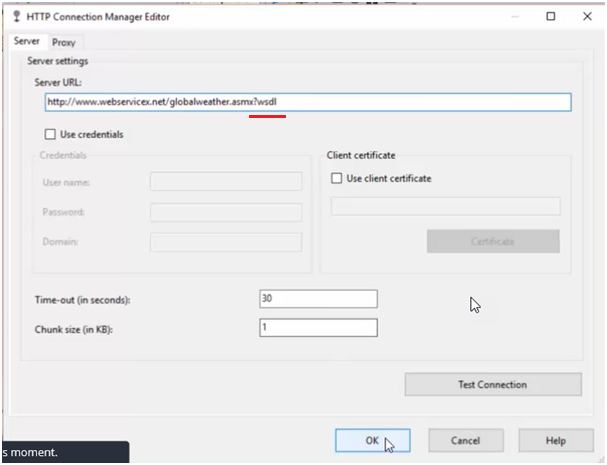 HTTP Connection Manager Editor
Server Proxy
Server settings
Server URL:
http://www.webservicex.net/globalweather.asmx?wsdl
Use credentials
Credentials
User name:
Password:
Domain:
Client certificate
Use client certificate
Certificate
Time-out (in seconds): 30
Chunk size (in KB): 1
Test Connection
OK Cancel Help
s moment.